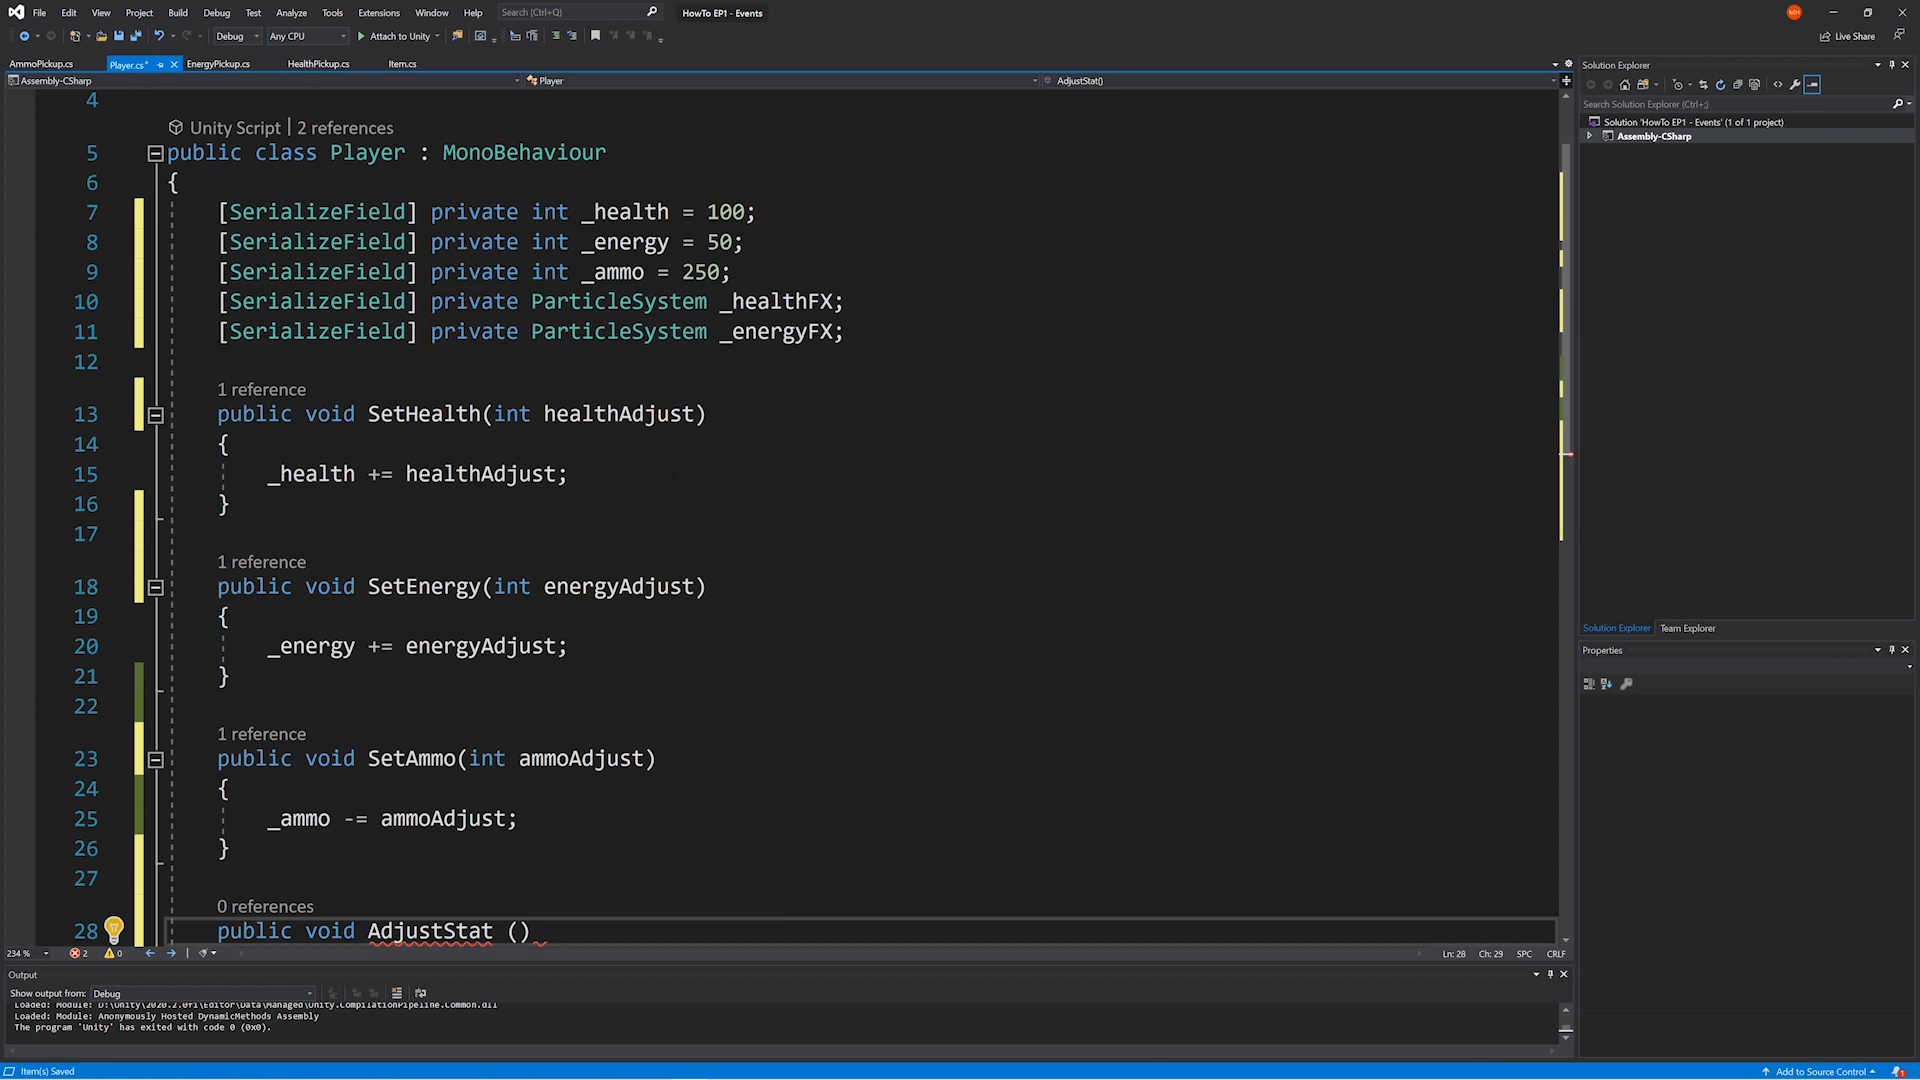 File Edit View Project Build Debug Test Analyze Tools Extensions Window Help Search (Ctrl+Q) HowTo EP1 - Events MH
Debug Any CPU Attach to Unity Live Share
AmmoPickup.cs Player.cs* EnergyPickup.cs HealthPickup.cs Item.cs
Assembly-CSharp Player AdjustStat()
4
Unity Script | 2 references
5 public class Player : MonoBehaviour
6 {
7 [SerializeField] private int _health = 100;
8 [SerializeField] private int _energy = 50;
9 [SerializeField] private int _ammo = 250;
10 [SerializeField] private ParticleSystem _healthFX;
11 [SerializeField] private ParticleSystem _energyFX;
12
1 reference
13 public void SetHealth(int healthAdjust)
14 {
15 _health += healthAdjust;
16 }
17
1 reference
18 public void SetEnergy(int energyAdjust)
19 {
20 _energy += energyAdjust;
21 }
22
1 reference
23 public void SetAmmo(int ammoAdjust)
24 {
25 _ammo -= ammoAdjust;
26 }
27
0 references
28 public void AdjustStat ()
234 % 2 0 Ln: 28 Ch: 29 SPC CRLF
Output
Show output from: Debug
Loaded: Module: D:\Unity\2020.2.0f1\Editor\Data\Managed\Unity.CompilationPipeline.Common.dll
Loaded: Module: Anonymously Hosted DynamicMethods Assembly
The program 'Unity' has exited with code 0 (0x0).
Item(s) Saved Add to Source Control 1
Solution Explorer
Search Solution Explorer (Ctrl+;)
Solution 'HowTo EP1 - Events' (1 of 1 project)
Assembly-CSharp
Solution Explorer Team Explorer
Properties